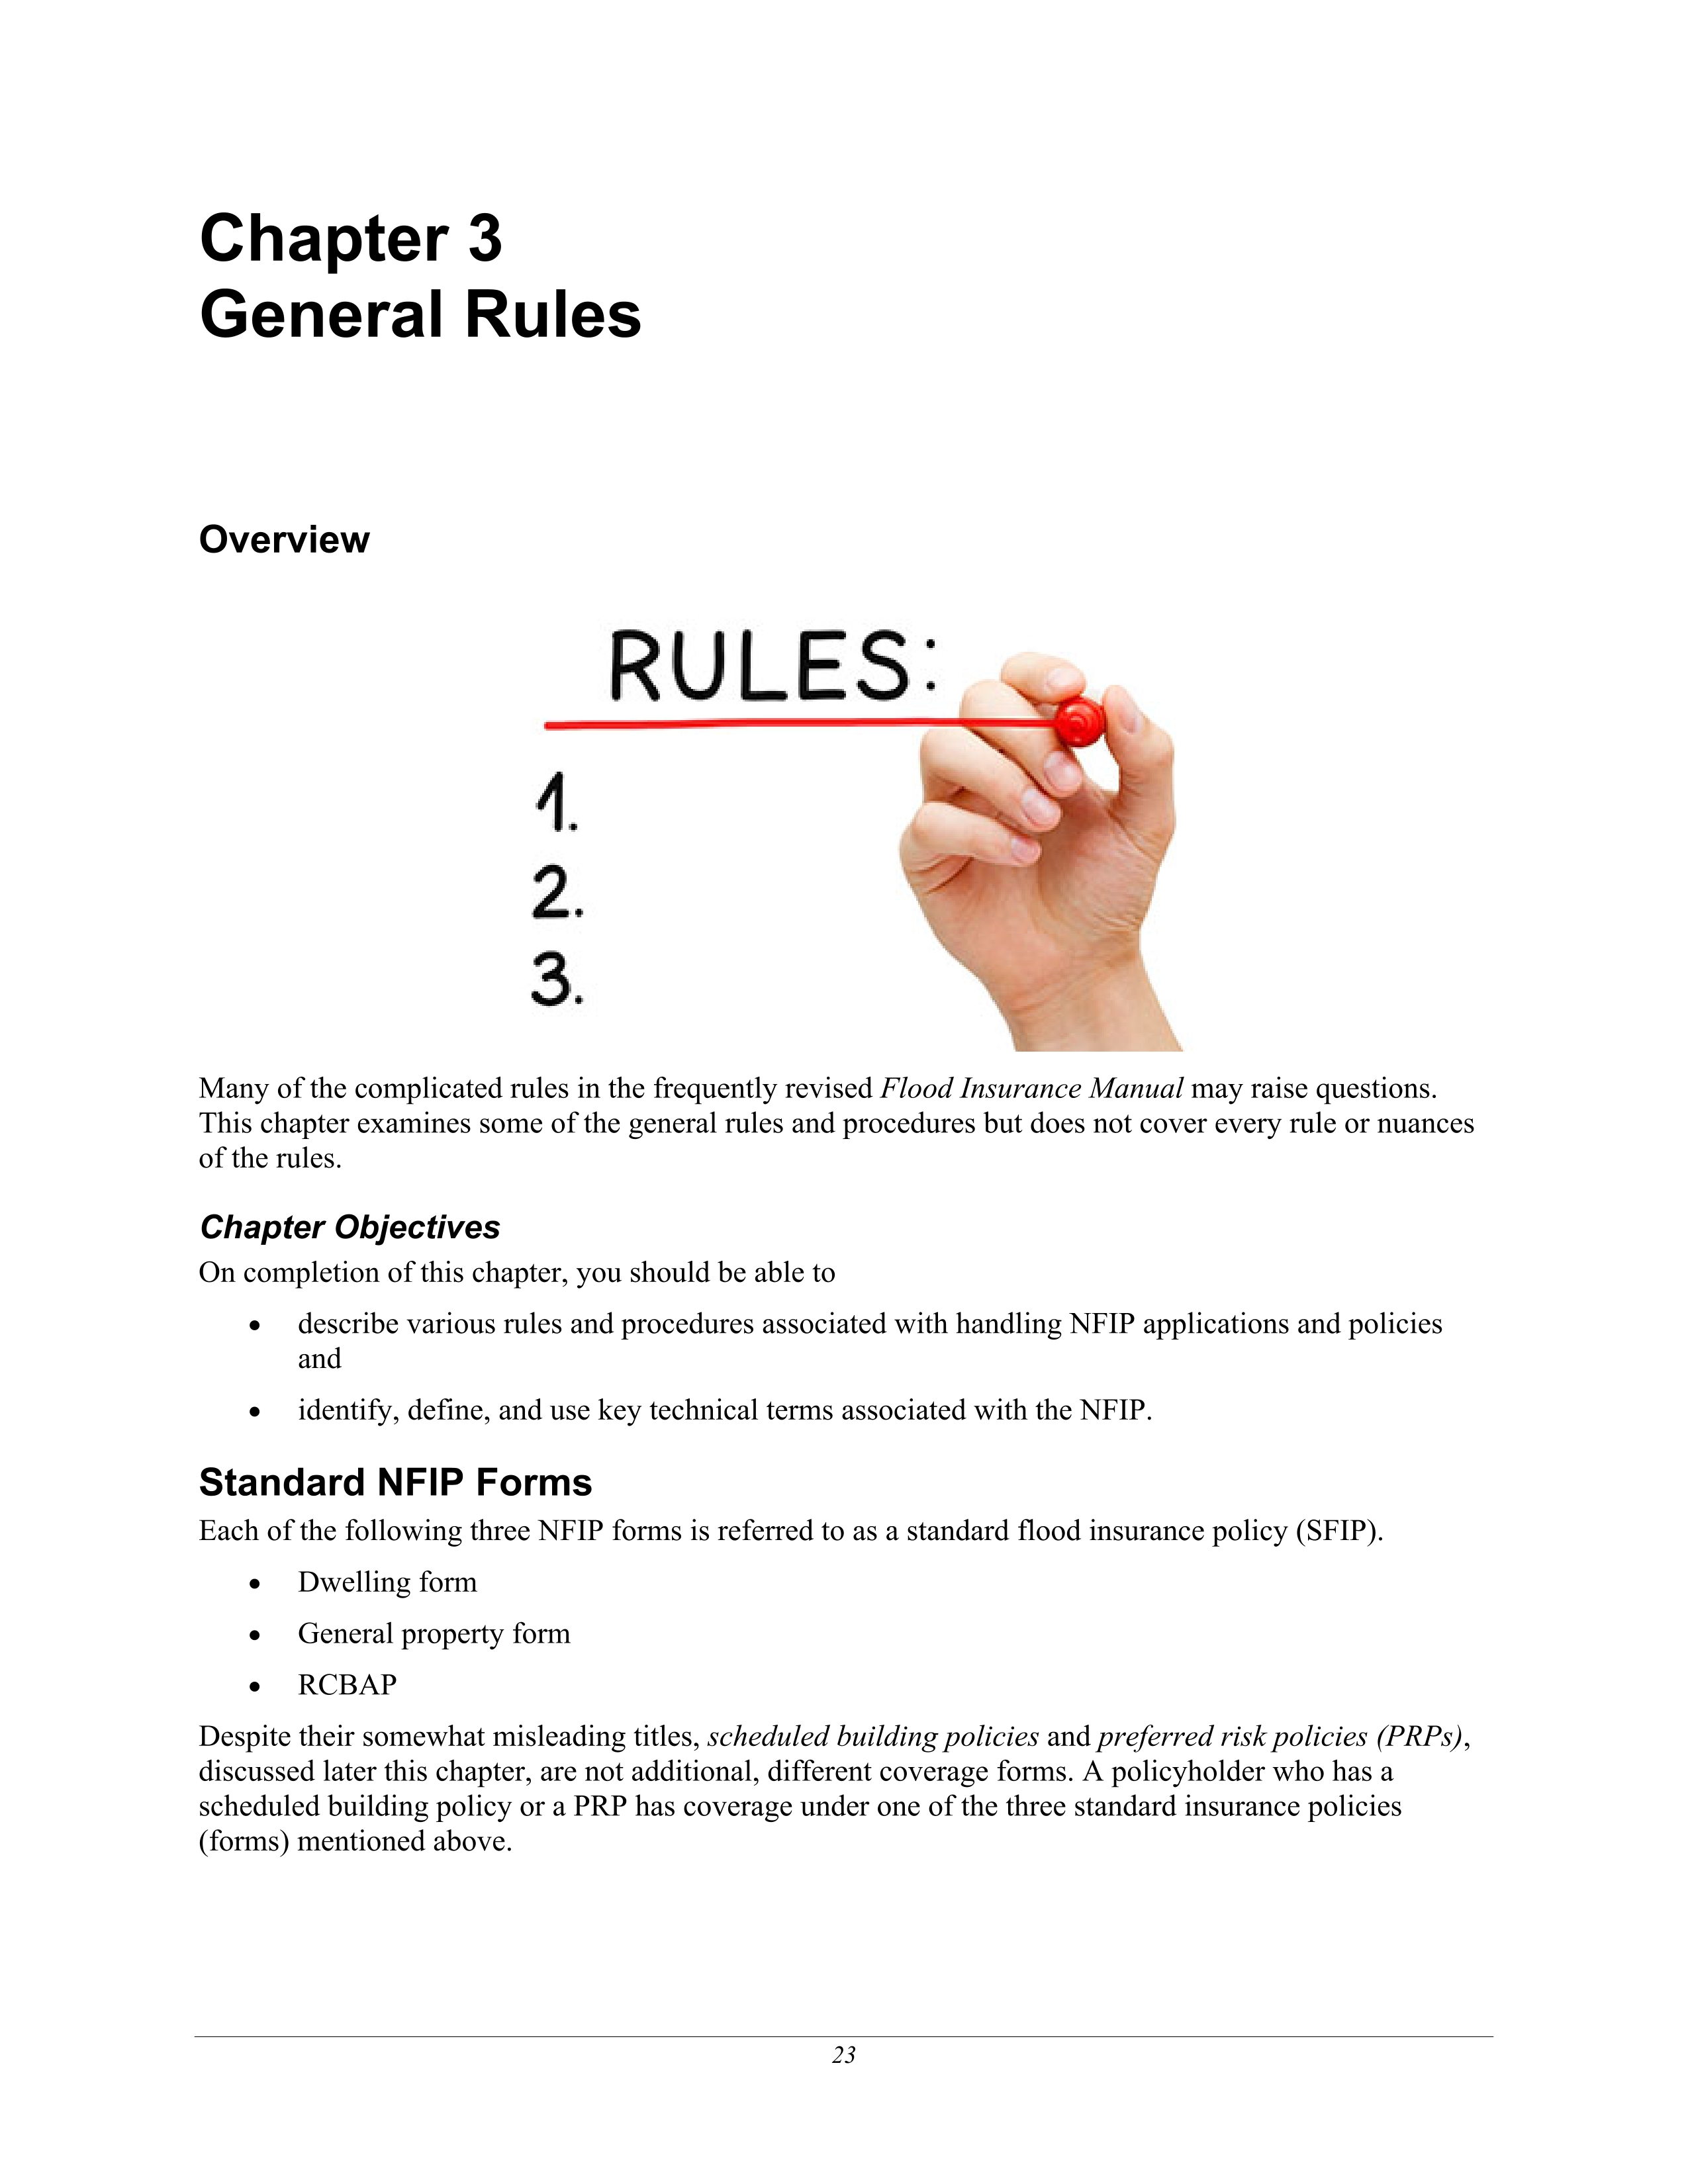 Chapter 3
General Rules
Overview
RULES:
1.
2.
3.
Many of the complicated rules in the frequently revised Flood Insurance Manual may raise questions.
This chapter examines some of the general rules and procedures but does not cover every rule or nuances
of the rules.
Chapter Objectives
On completion of this chapter, you should be able to
• describe various rules and procedures associated with handling NFIP applications and policies
and
• identify, define, and use key technical terms associated with the NFIP.
Standard NFIP Forms
Each of the following three NFIP forms is referred to as a standard flood insurance policy (SFIP).
• Dwelling form
• General property form
• RCBAP
Despite their somewhat misleading titles, scheduled building policies and preferred risk policies (PRPs),
discussed later this chapter, are not additional, different coverage forms. A policyholder who has a
scheduled building policy or a PRP has coverage under one of the three standard insurance policies
(forms) mentioned above.
23